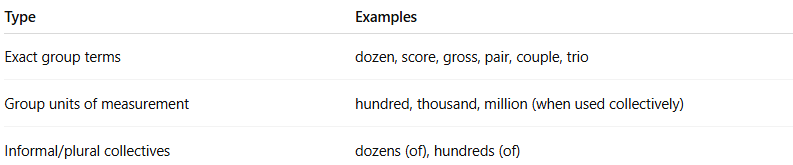 Type Examples
Exact group terms dozen, score, gross, pair, couple, trio
Group units of measurement hundred, thousand, million (when used collectively)
Informal/plural collectives dozens (of), hundreds (of)